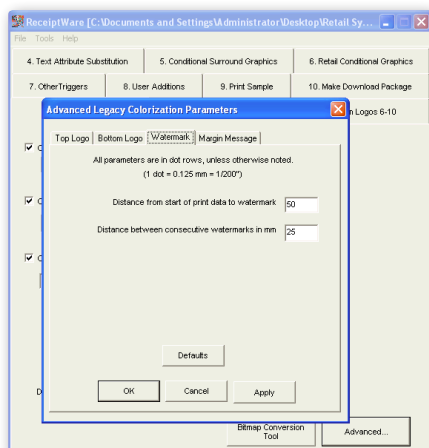 ReceiptWare [C:\Documents and Settings\Administrator\Desktop\Retail Sy...
File Tools Help
4. Text Attribute Substitution 5. Conditional Surround Graphics 6. Retail Conditional Graphics
7. OtherTriggers 8. User Additions 9. Print Sample 10. Make Download Package
Advanced Legacy Colorization Parameters
Logos 6-10
Top Logo Bottom Logo Watermark Margin Message
All parameters are in dot rows, unless otherwise noted.
(1 dot = 0.125 mm = 1/200")
Distance from start of print data to watermark 50
Distance between consecutive watermarks in mm 25
Defaults
OK Cancel Apply
Bitmap Conversion
Tool
Advanced...